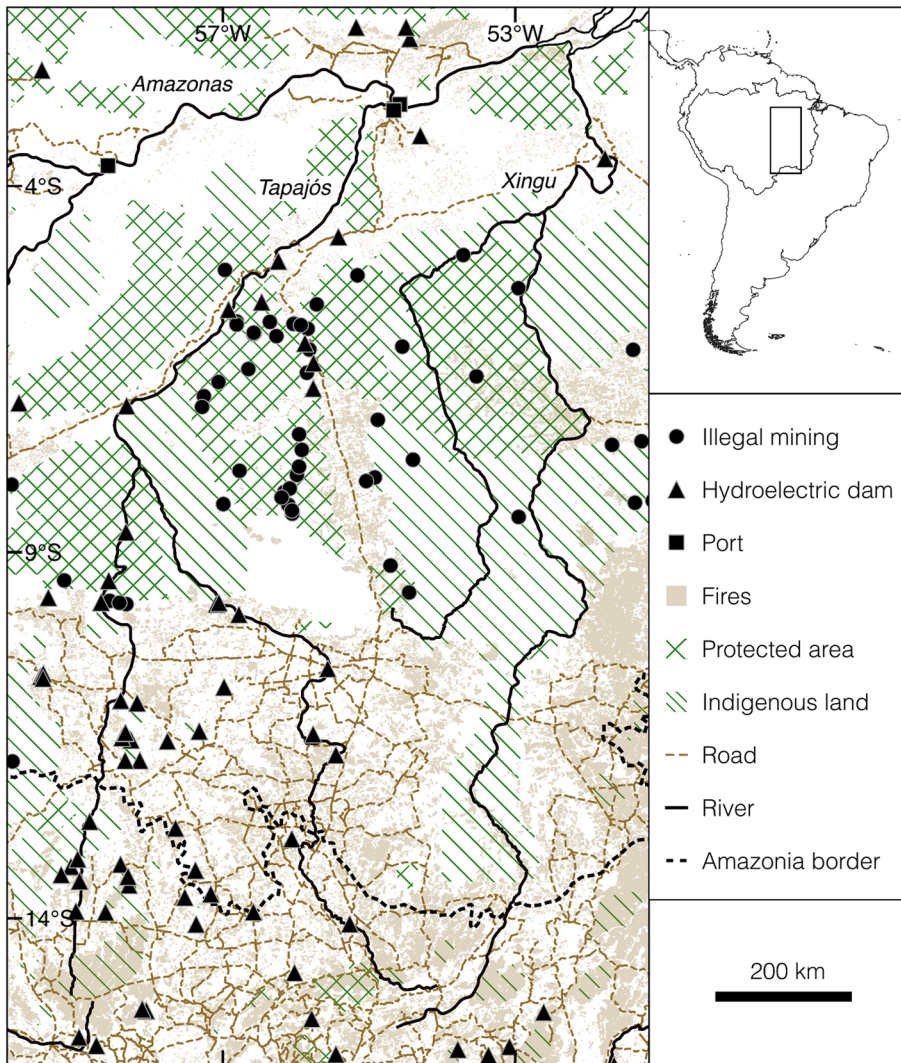 57°W
53°W
Amazonas
Tapajós
Xingu
4°S
9°S
14°S
Illegal mining
Hydroelectric dam
Port
Fires
Protected area
Indigenous land
Road
River
Amazonia border
200 km